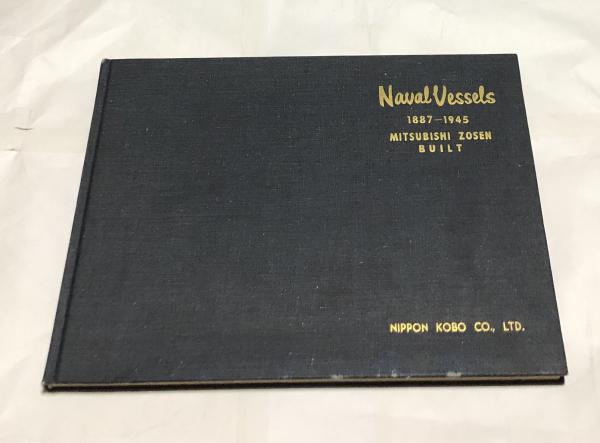 Naval Vessels
1887-1945
MITSUBISHI ZOSEN
BUILT
NIPPON KOBO CO., LTD.